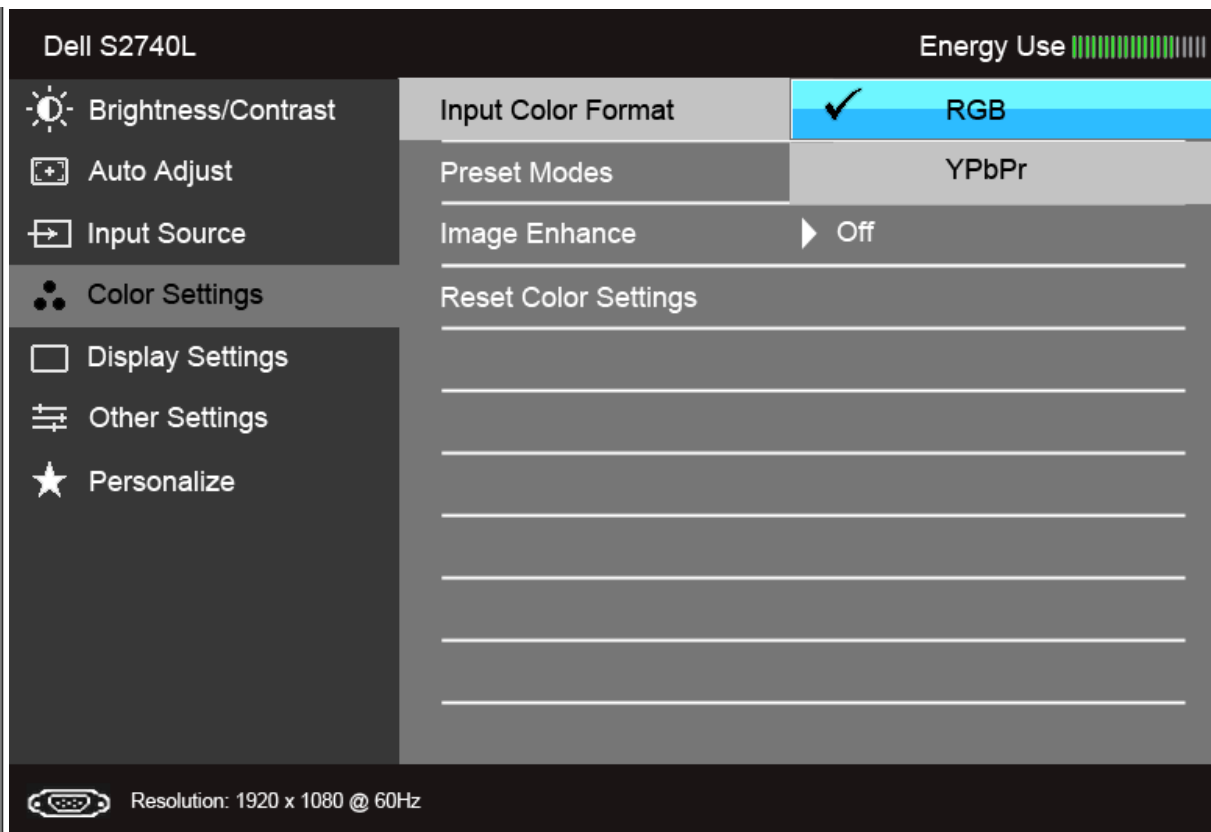 Dell S2740L Energy Use
Brightness/Contrast Input Color Format RGB
Auto Adjust Preset Modes YPbPr
Input Source Image Enhance Off
Color Settings Reset Color Settings
Display Settings
Other Settings
Personalize
Resolution: 1920 x 1080 @ 60Hz